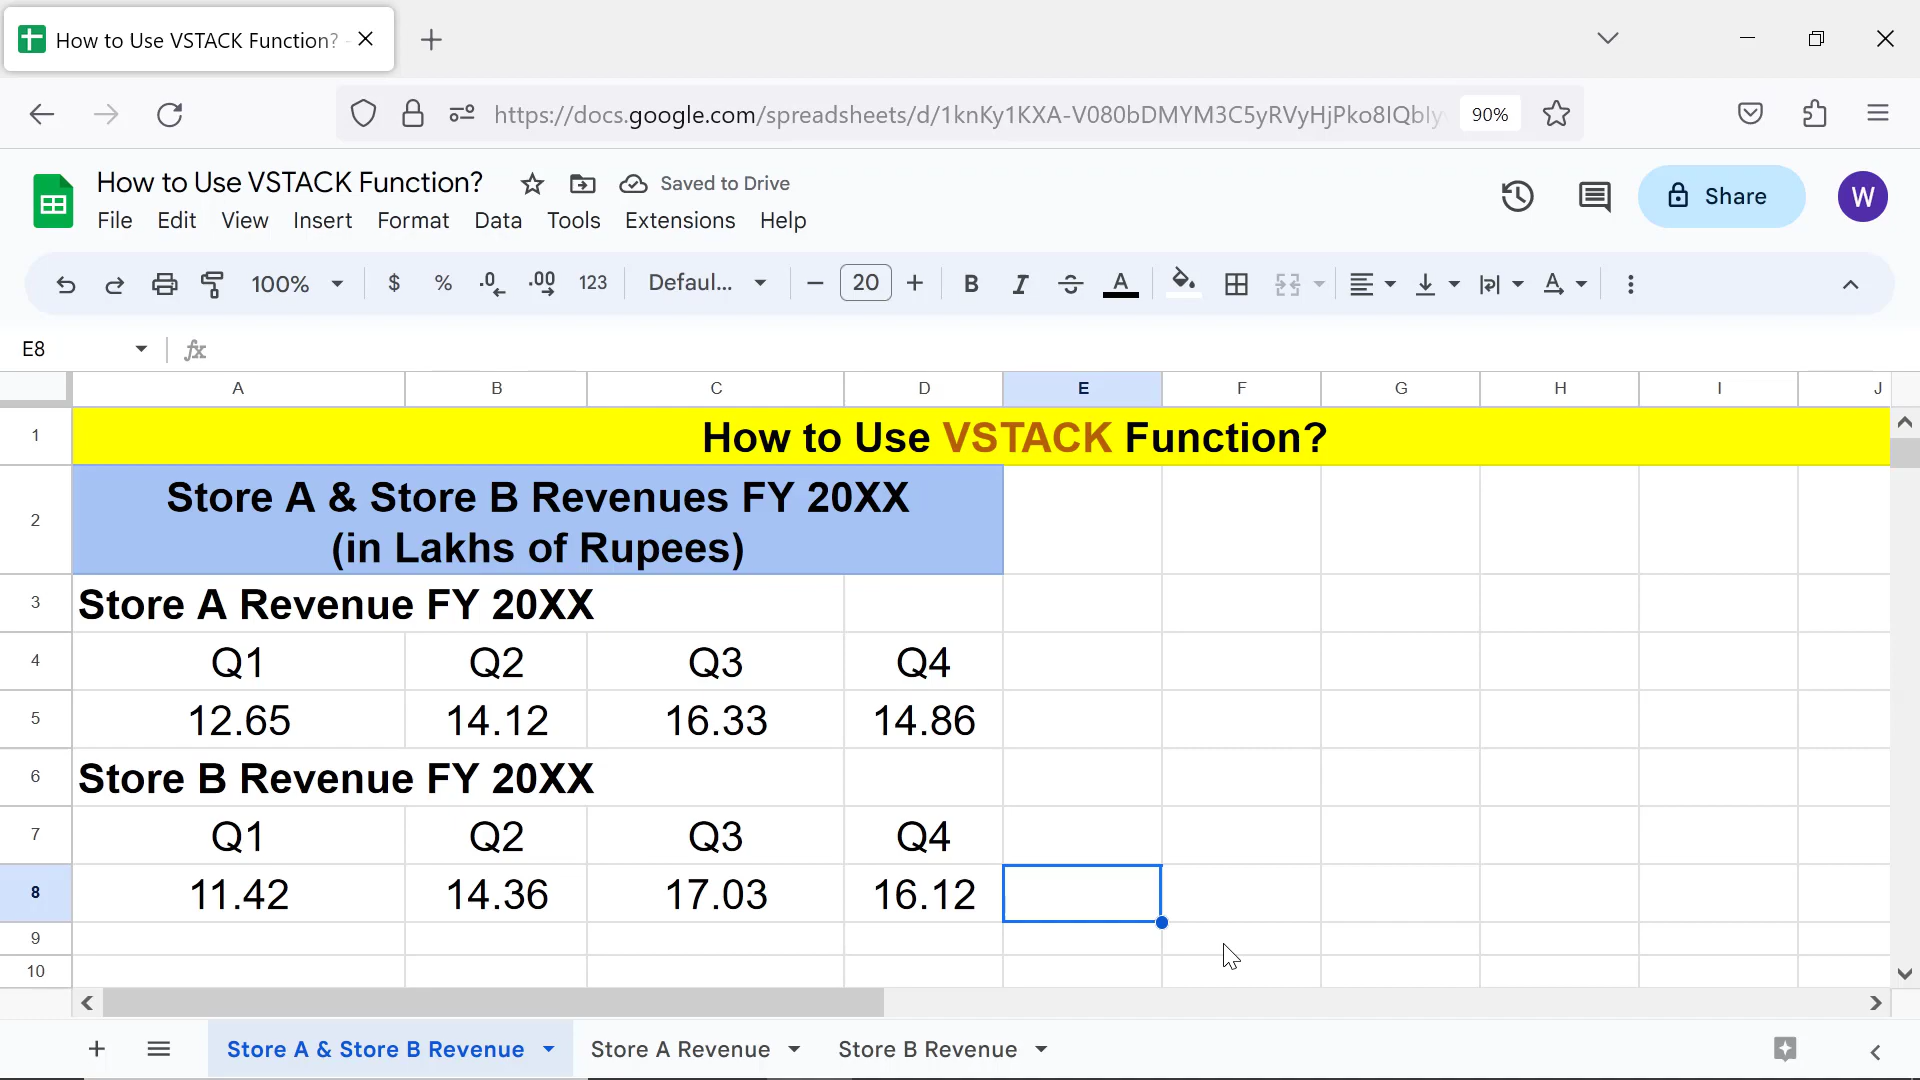 How to Use VSTACK Function? -
https://docs.google.com/spreadsheets/d/1knKy1KXA-V080bDMYM3C5yRVyHjPko8IQbly
90%
How to Use VSTACK Function?
Saved to Drive
File Edit View Insert Format Data Tools Extensions Help
Share
W
100% $ % .0 .00 123 Defaul... 20 B I S A A
E8 fx
A B C D E F G H I J
1 How to Use VSTACK Function?
2 Store A & Store B Revenues FY 20XX
(in Lakhs of Rupees)
3 Store A Revenue FY 20XX
4 Q1 Q2 Q3 Q4
5 12.65 14.12 16.33 14.86
6 Store B Revenue FY 20XX
7 Q1 Q2 Q3 Q4
8 11.42 14.36 17.03 16.12
9
10
Store A & Store B Revenue Store A Revenue Store B Revenue